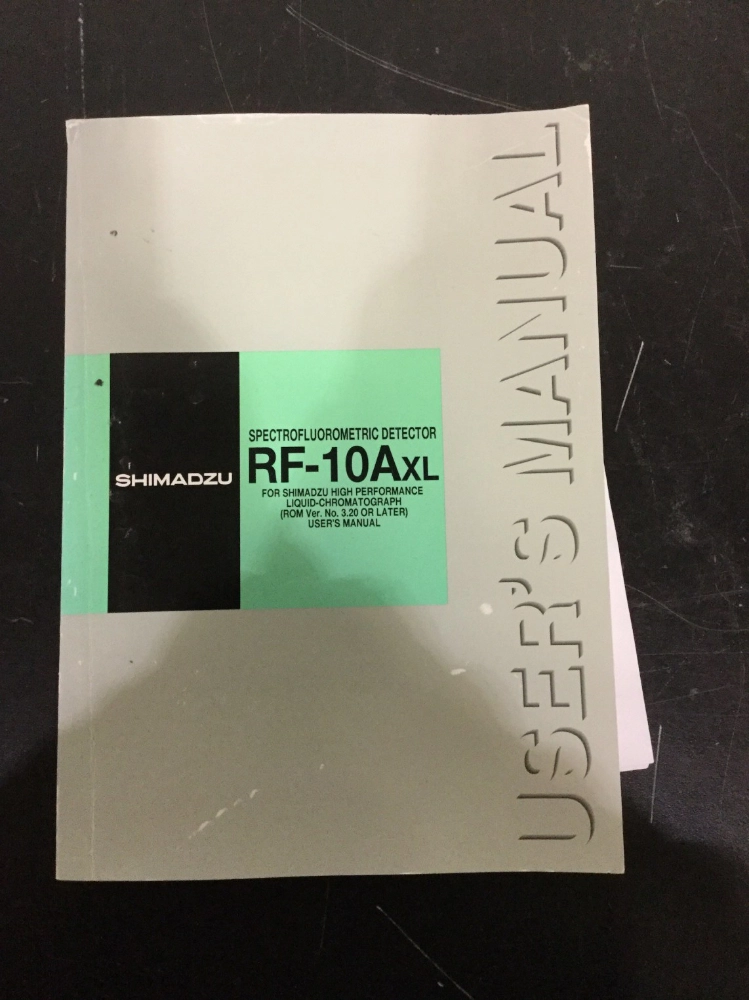 SHIMADZU
SPECTROFLUOROMETRIC DETECTOR
RF-10AXL
FOR SHIMADZU HIGH PERFORMANCE
LIQUID-CHROMATOGRAPH
(ROM Ver. No. 3.20 OR LATER)
USER'S MANUAL
USER'S MANUAL